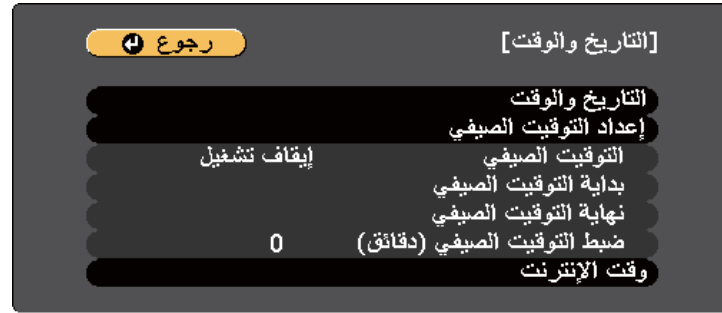 [التاريخ والوقت] رجوع
التاريخ والوقت
إعداد التوقيت الصيفي
التوقيت الصيفي إيقاف تشغيل
بداية التوقيت الصيفي
نهاية التوقيت الصيفي
ضبط التوقيت الصيفي (دقائق) 0
وقت الإنترنت